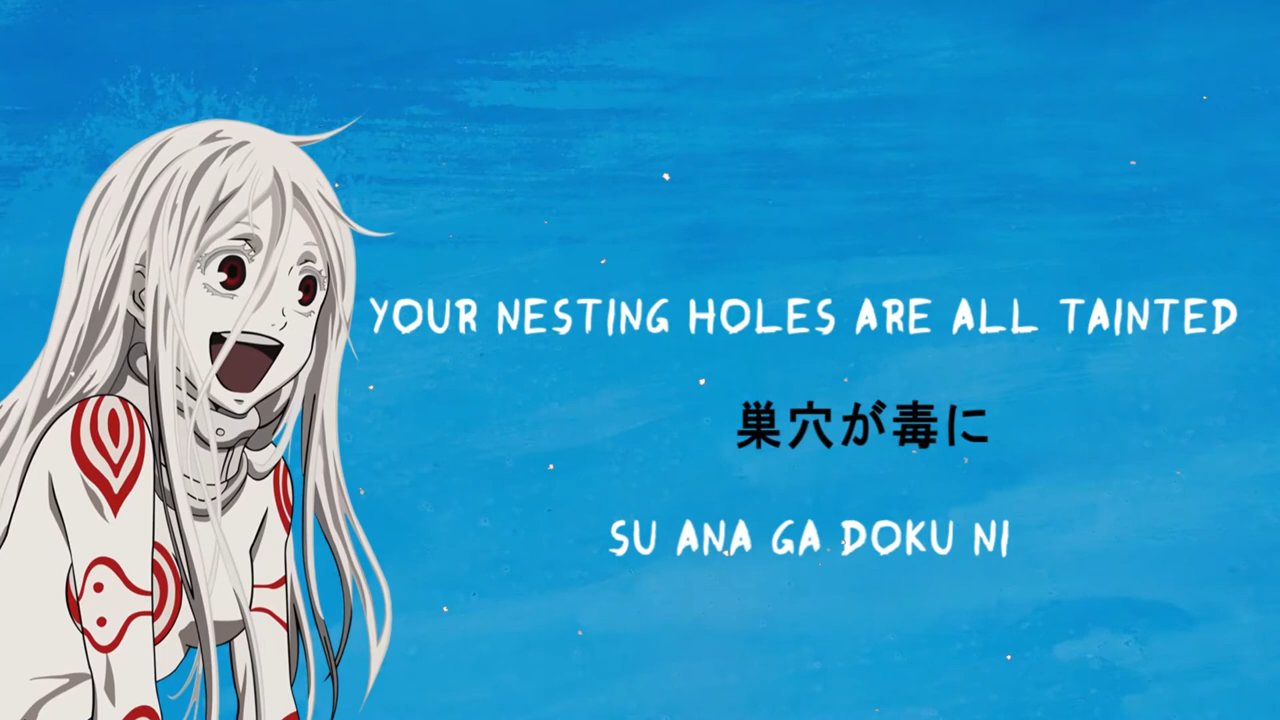 YOUR NESTING HOLES ARE ALL TAINTED
巣穴が毒に
SU ANA GA DOKU NI